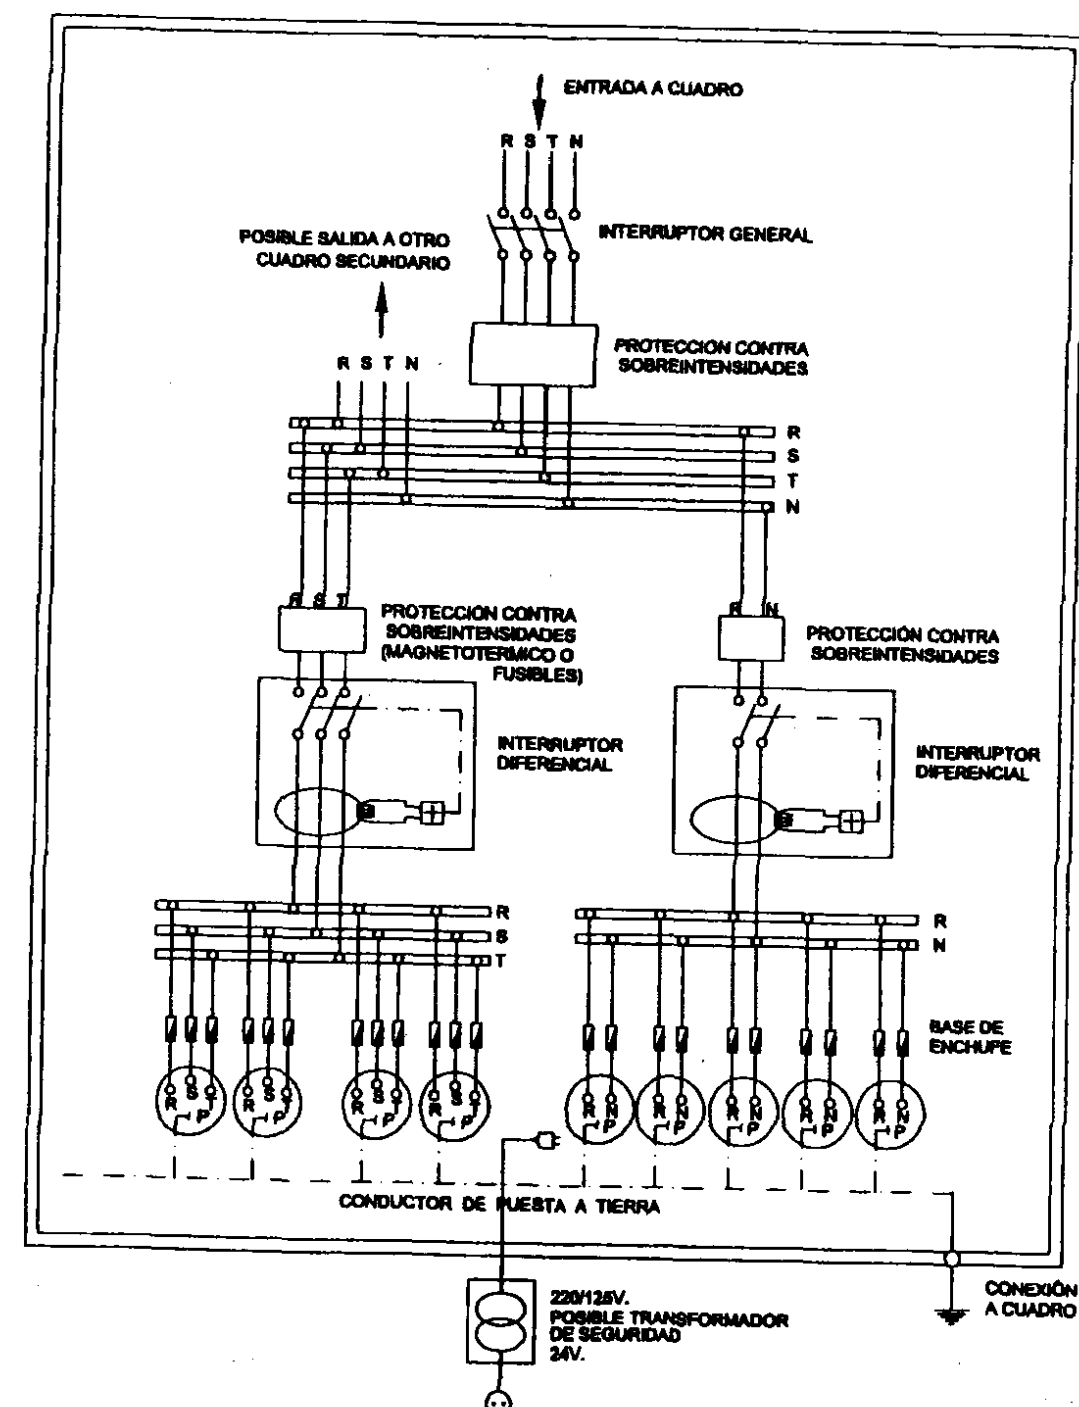 ENTRADA A CUADRO
R S T N
INTERRUPTOR GENERAL
POSIBLE SALIDA A OTRO
CUADRO SECUNDARIO
PROTECCIÓN CONTRA
SOBREINTENSIDADES
R S T N
R
S
T
N
R S T
PROTECCIÓN CONTRA
SOBREINTENSIDADES
(MAGNETOTERMICO O
FUSIBLES)
R N
PROTECCIÓN CONTRA
SOBREINTENSIDADES
INTERRUPTOR
DIFERENCIAL
INTERRUPTOR
DIFERENCIAL
R
S
T
R
N
BASE DE
ENCHUFE
R S T
T P
R S T
T P
R S T
T P
R S T
T P
R N
T P
R N
T P
R N
T P
R N
T P
R N
T P
CONDUCTOR DE PUESTA A TIERRA
CONEXIÓN
A CUADRO
220/125V.
POSIBLE TRANSFORMADOR
DE SEGURIDAD
24V.